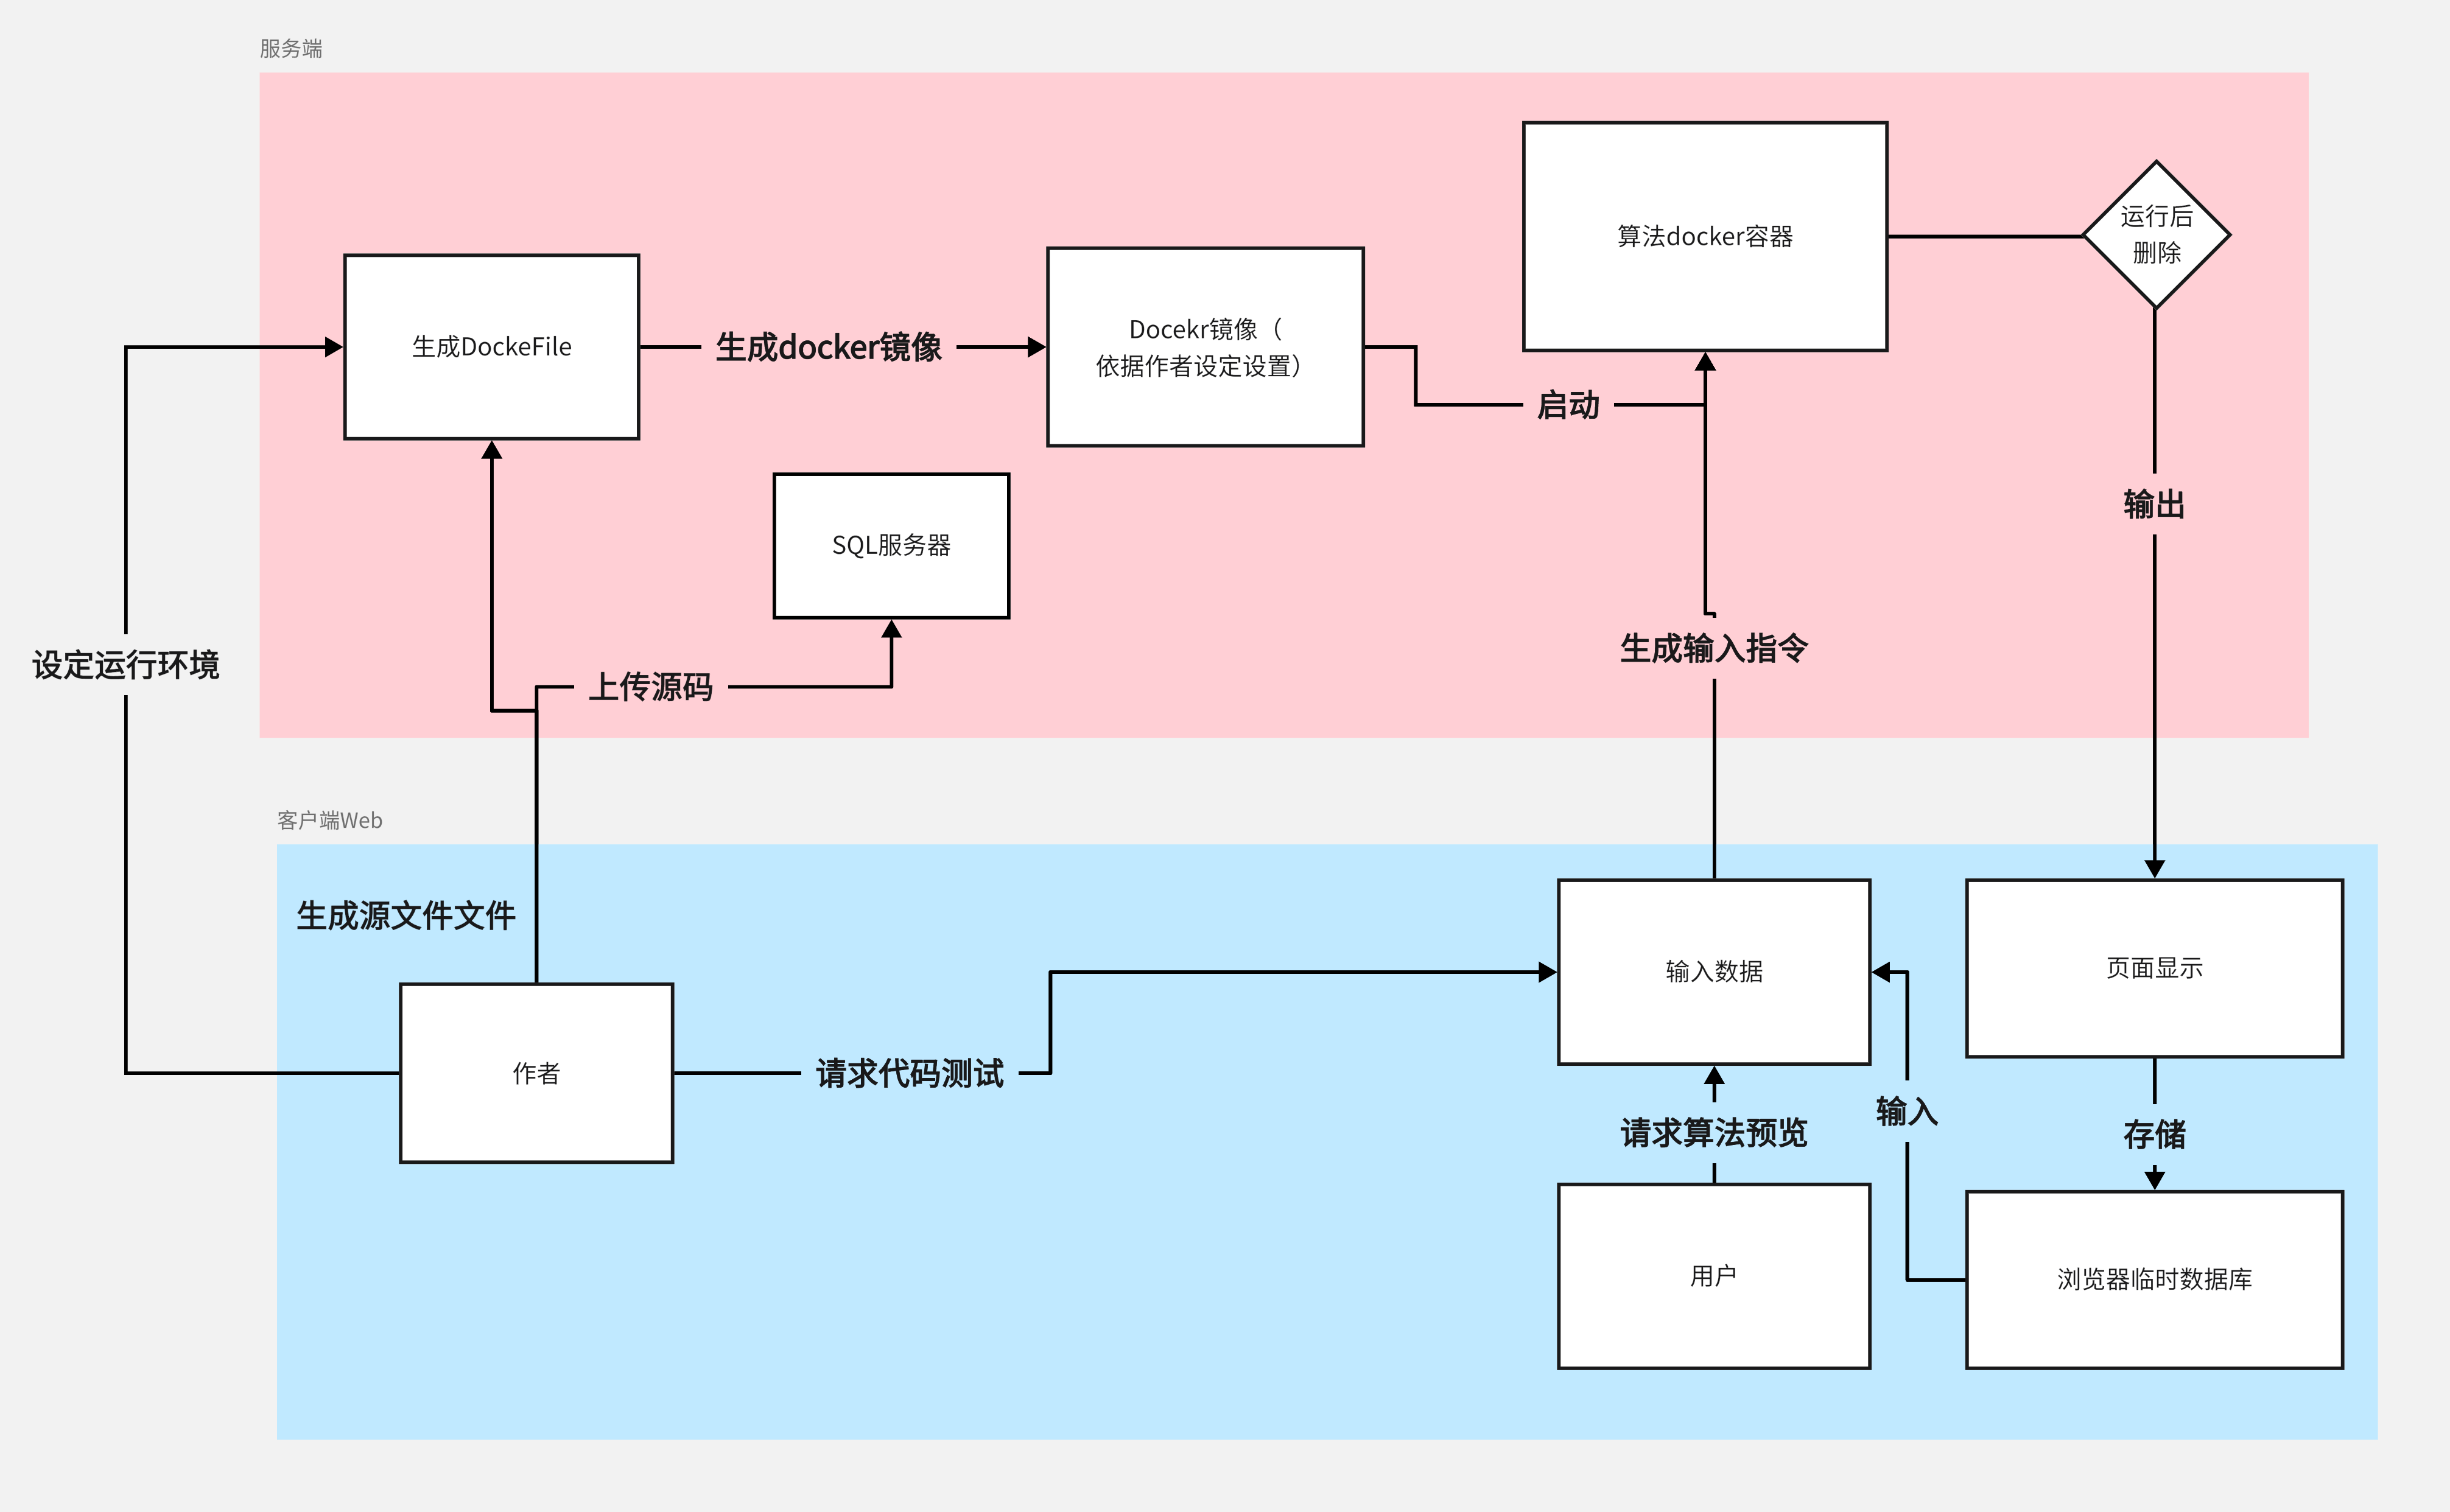 服务端
算法docker容器
运行后
删除
生成DockeFile
生成docker镜像
Docekr镜像（
依据作者设定设置）
启动
输出
SQL服务器
设定运行环境
上传源码
生成输入指令
客户端Web
生成源文件文件
输入数据
页面显示
作者
请求代码测试
请求算法预览
输入
存储
用户
浏览器临时数据库